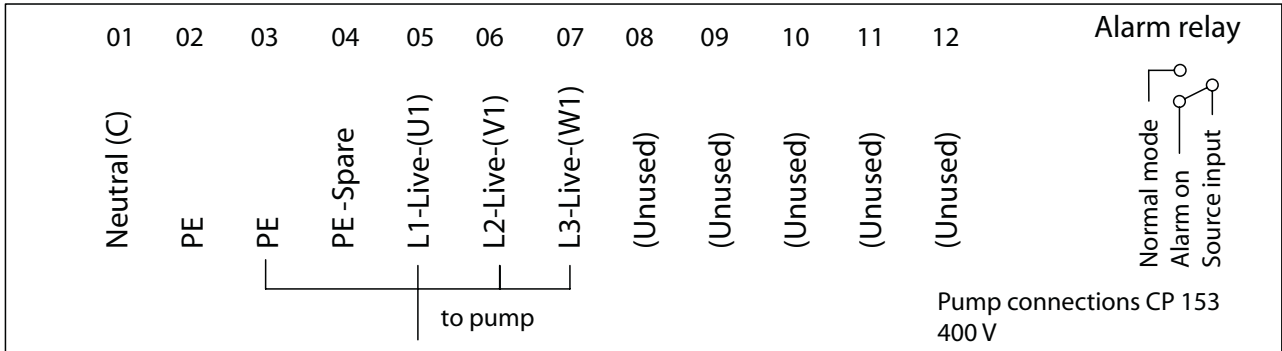 01 02 03 04 05 06 07 08 09 10 11 12
Alarm relay
Neutral (C)
PE
PE
PE -Spare
L1-Live-(U1)
L2-Live-(V1)
L3-Live-(W1)
(Unused)
(Unused)
(Unused)
(Unused)
(Unused)
Normal mode
Alarm on
Source input
to pump
Pump connections CP 153
400 V